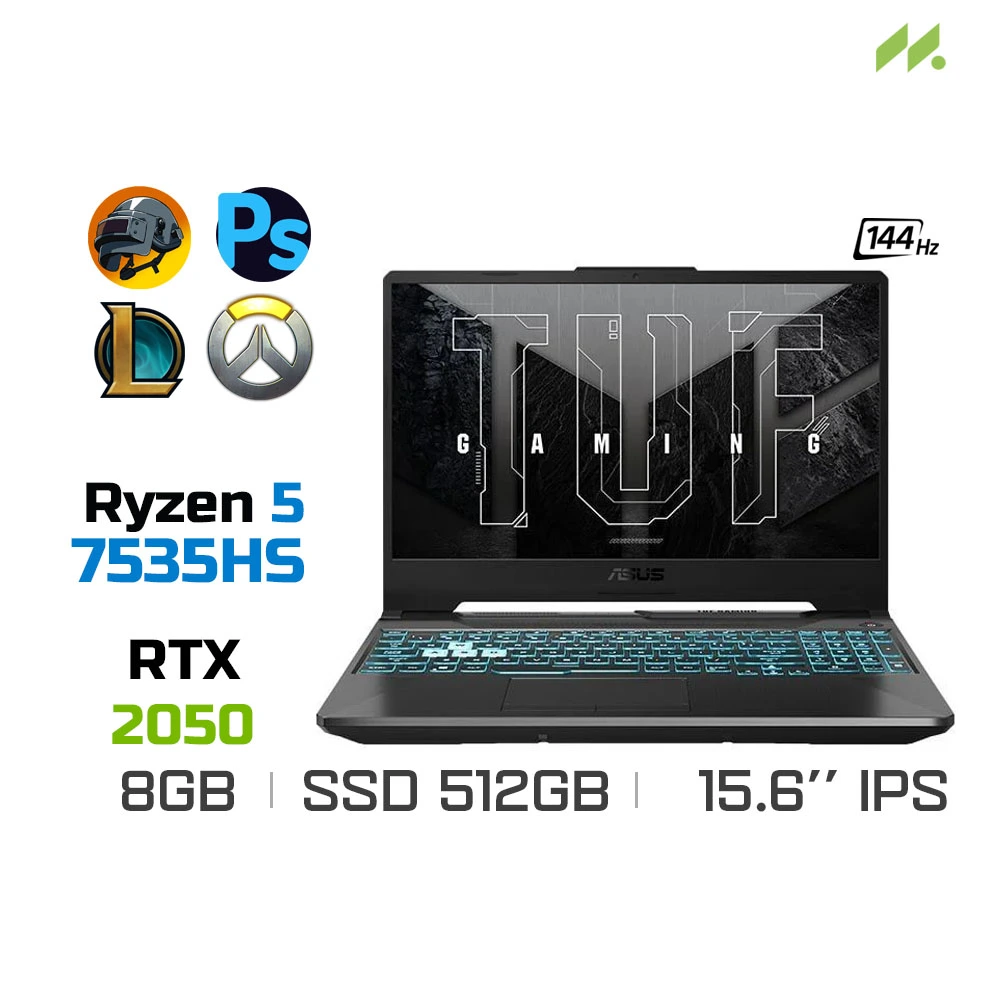 Ps
144Hz
TUF
GAMING
ASUS
Ryzen 5
7535HS
RTX
2050
8GB | SSD 512GB | 15.6’’ IPS